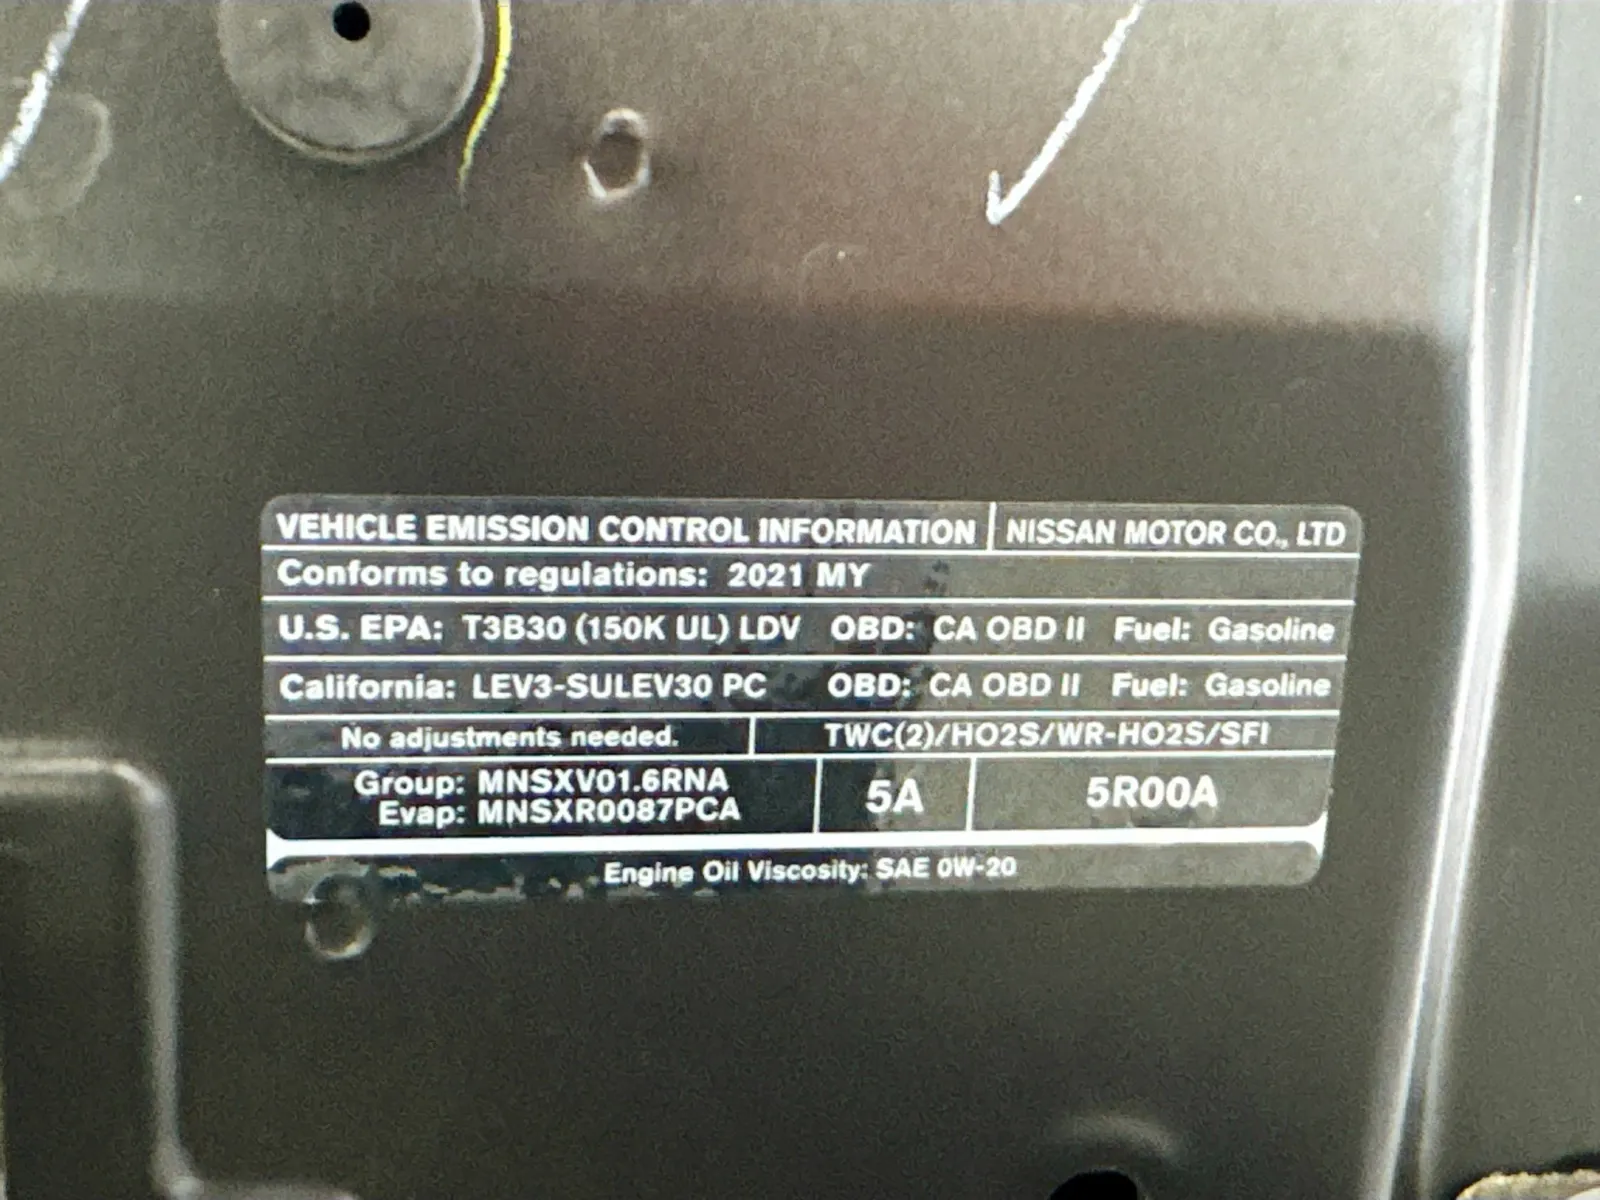 VEHICLE EMISSION CONTROL INFORMATION NISSAN MOTOR CO., LTD
Conforms to regulations: 2021 MY
U.S. EPA: T3B30 (150K UL) LDV OBD: CA OBD II Fuel: Gasoline
California: LEV3-SULEV30 PC OBD: CA OBD II Fuel: Gasoline
No adjustments needed. TWC(2)/HO2S/WR-HO2S/SFI
Group: MNSXV01.6RNA
Evap: MNSXR0087PCA
5A
5R00A
Engine Oil Viscosity: SAE 0W-20